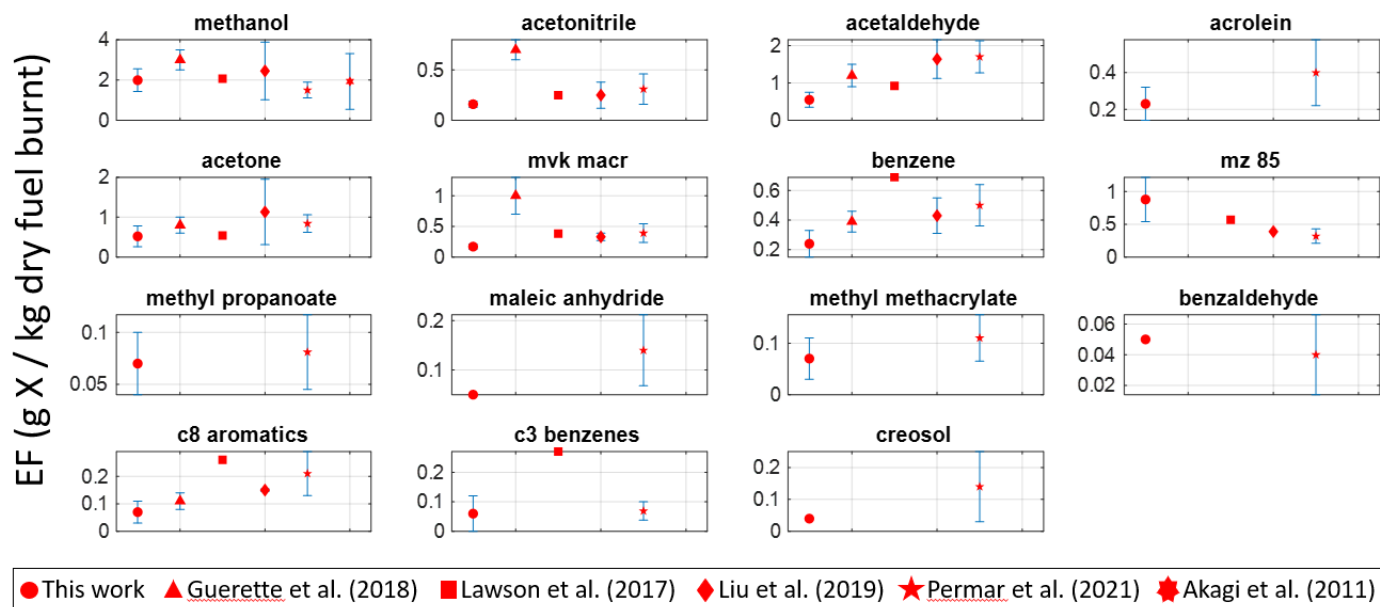 methanol
acetonitrile
acetaldehyde
acrolein
4
2
0
0.5
0
2
1
0
0.4
0.2
acetone
mvk macr
benzene
mz 85
2
1
0
1
0.5
0
0.6
0.4
0.2
1
0.5
0
methyl propanoate
maleic anhydride
methyl methacrylate
benzaldehyde
0.1
0.05
0.2
0.1
0.1
0
0.06
0.04
0.02
c8 aromatics
c3 benzenes
creosol
0.2
0.1
0
0.2
0.1
0
0.2
0.1
0
EF (g X / kg dry fuel burnt)
This work Guerette et al. (2018) Lawson et al. (2017) Liu et al. (2019) Permar et al. (2021) Akagi et al. (2011)